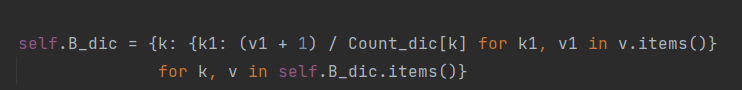 self.B_dic = {k: {k1: (v1 + 1) / Count_dic[k] for k1, v1 in v.items()}
for k, v in self.B_dic.items()}